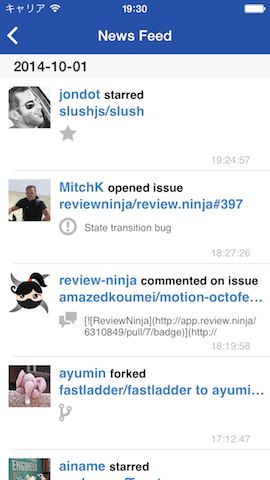 キャリア 19:30
News Feed
2014-10-01
jondot starred
slushjs/slush
19:24:57
MitchK opened issue
reviewninja/review.ninja#397
State transition bug
18:27:26
review-ninja commented on issue
amazedkoumei/motion-octofe…
[![ReviewNinja](http://app.review.ninja/
6310849/pull/7/badge)](http://
18:19:58
ayumin forked
fastladder/fastladder to ayumi…
17:12:47
ainame starred